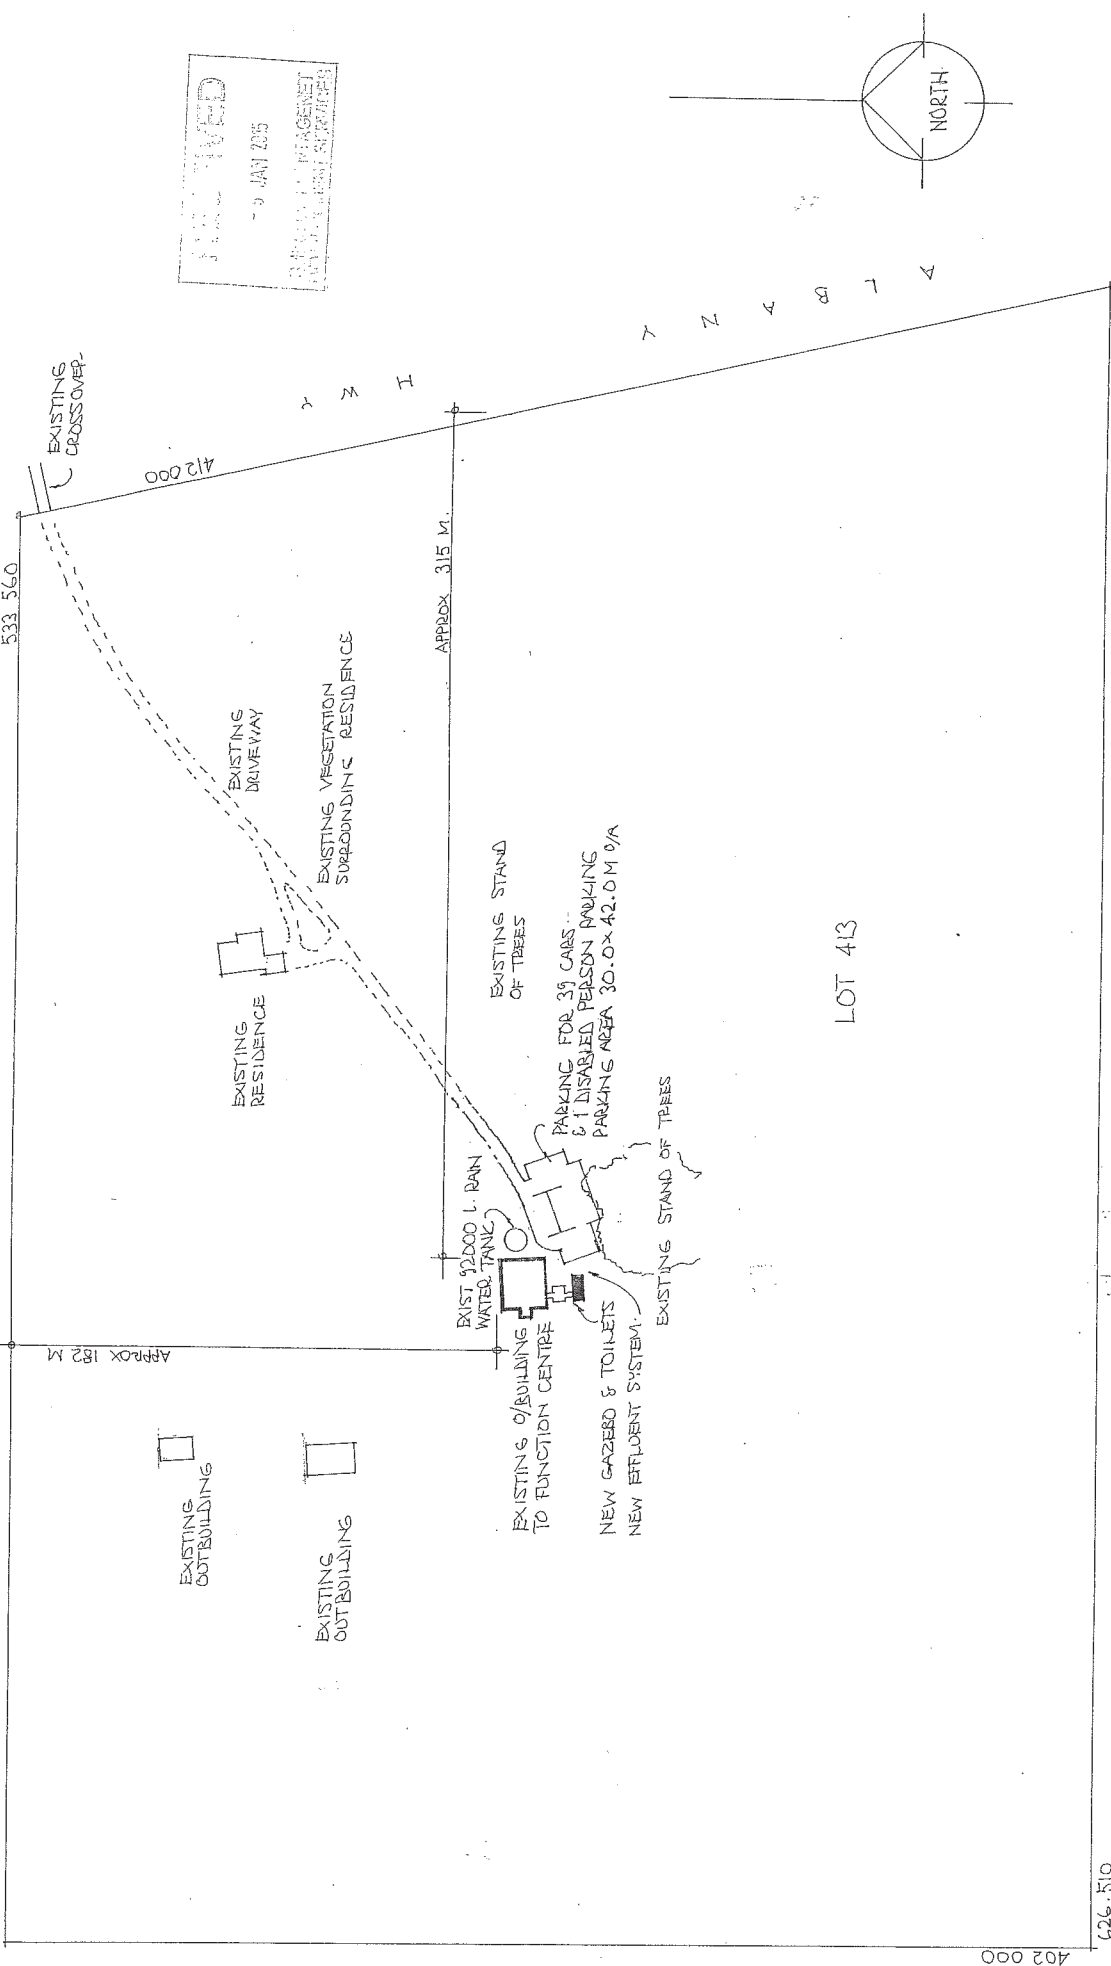 533 560
EXISTING
CROSSOVER
412 000
- 9 JAN 2015
NORTH
ALBANY
HWY
APPROX 315 M.
EXISTING
DRIVEWAY
EXISTING VEGETATION
SURROUNDING RESIDENCE
EXISTING
RESIDENCE
EXISTING STAND
OF TREES
PARKING FOR 39 CARS
& 1 DISABLED PERSON PARKING
PARKING AREA 30.0 X 42.0 M O/A
EXIST 92000 L. RAIN
WATER TANK
EXISTING STAND OF TREES
APPROX 182 M
EXISTING O/BUILDING
TO FUNCTION CENTRE
NEW GAZEBO & TOILETS
NEW EFFLUENT SYSTEM.
EXISTING
OUTBUILDING
EXISTING
OUTBUILDING
LOT 413
402 000
626.510